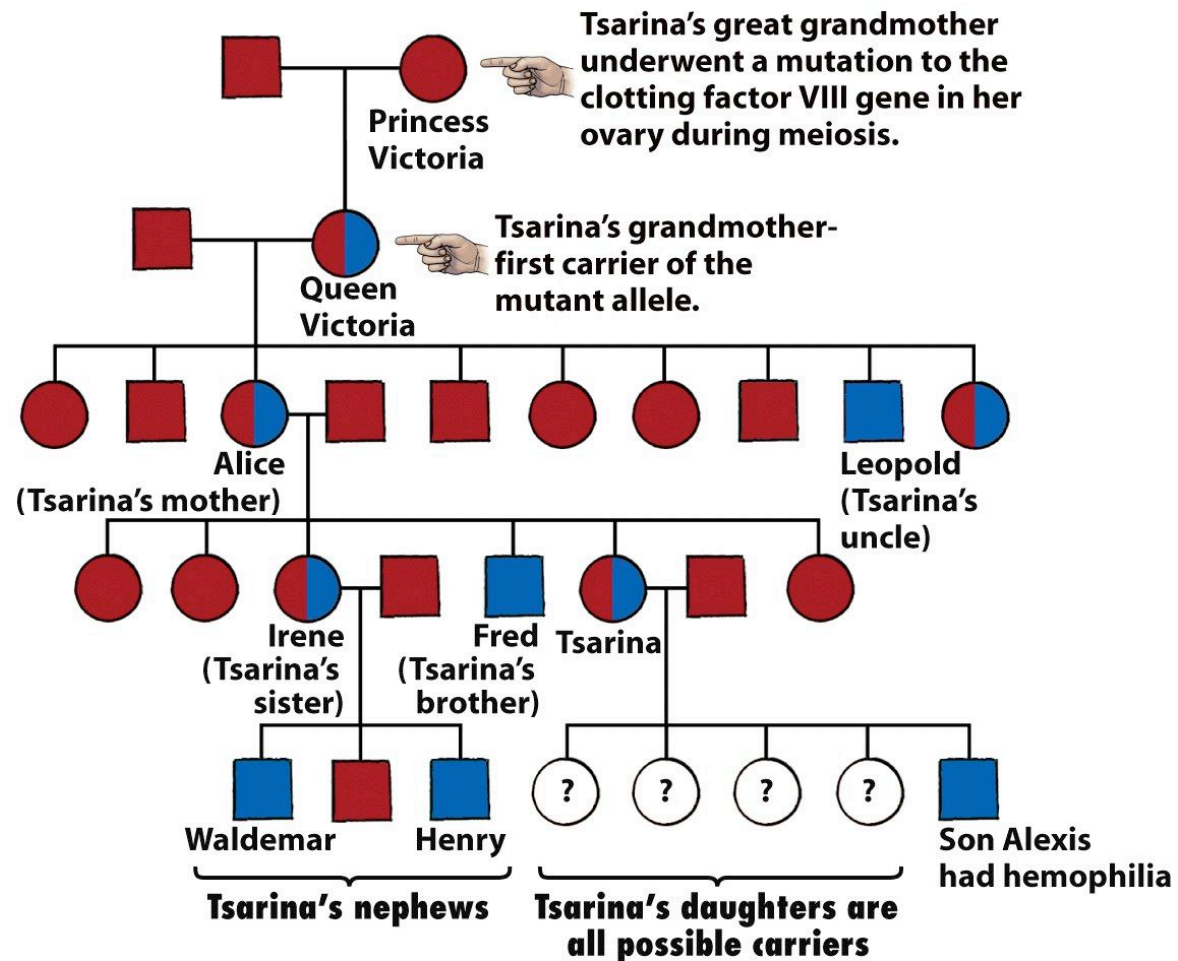 Tsarina's great grandmother
underwent a mutation to the
clotting factor VIII gene in her
ovary during meiosis.
Princess
Victoria
Tsarina's grandmother-
first carrier of the
mutant allele.
Queen
Victoria
Alice
(Tsarina's mother)
Leopold
(Tsarina's
uncle)
Irene
(Tsarina's
sister)
Fred
(Tsarina's
brother)
Tsarina
? ? ? ?
Waldemar
Henry
Son Alexis
had hemophilia
Tsarina's nephews
Tsarina's daughters are
all possible carriers